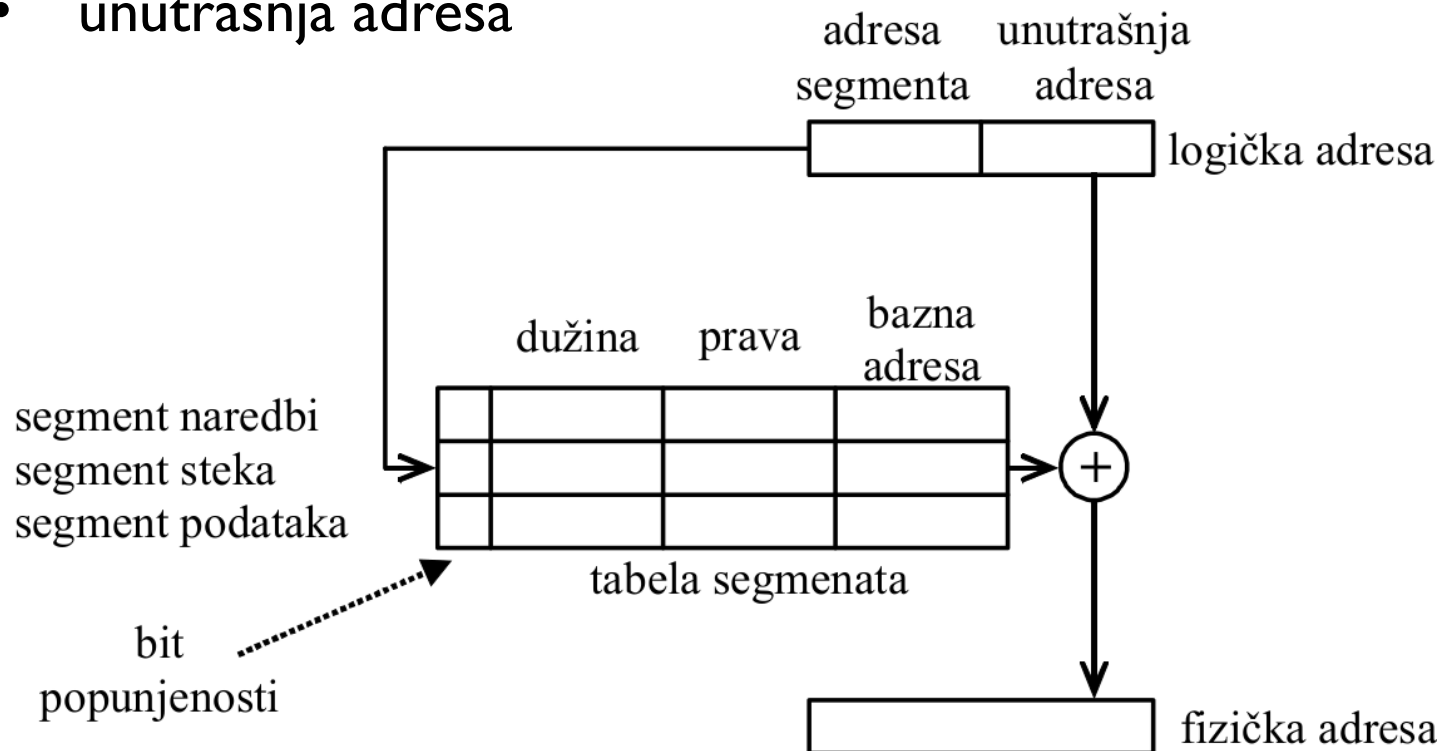 • unutrašnja adresa
adresa unutrašnja
segmenta adresa
logička adresa
dužina prava bazna
adresa
segment naredbi
segment steka
segment podataka
+
tabela segmenata
bit
popunjenosti
fizička adresa